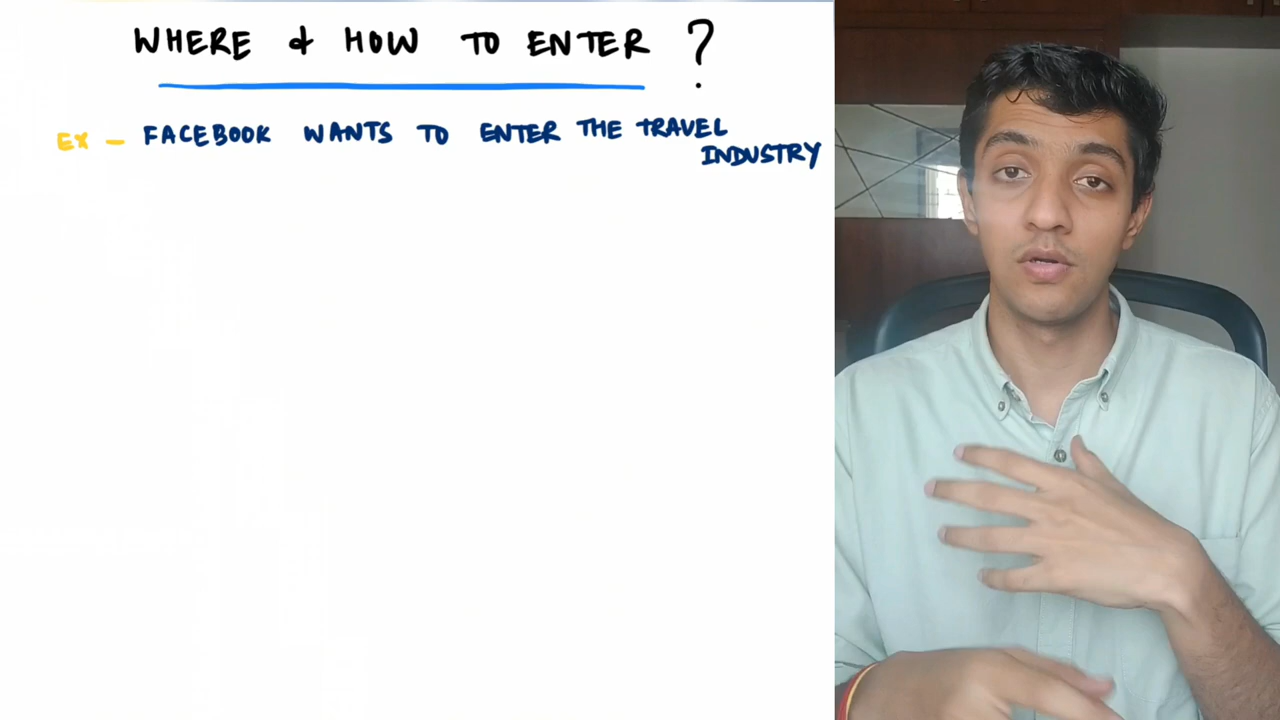 WHERE & HOW TO ENTER ?
EX - FACEBOOK WANTS TO ENTER THE TRAVEL
INDUSTRY